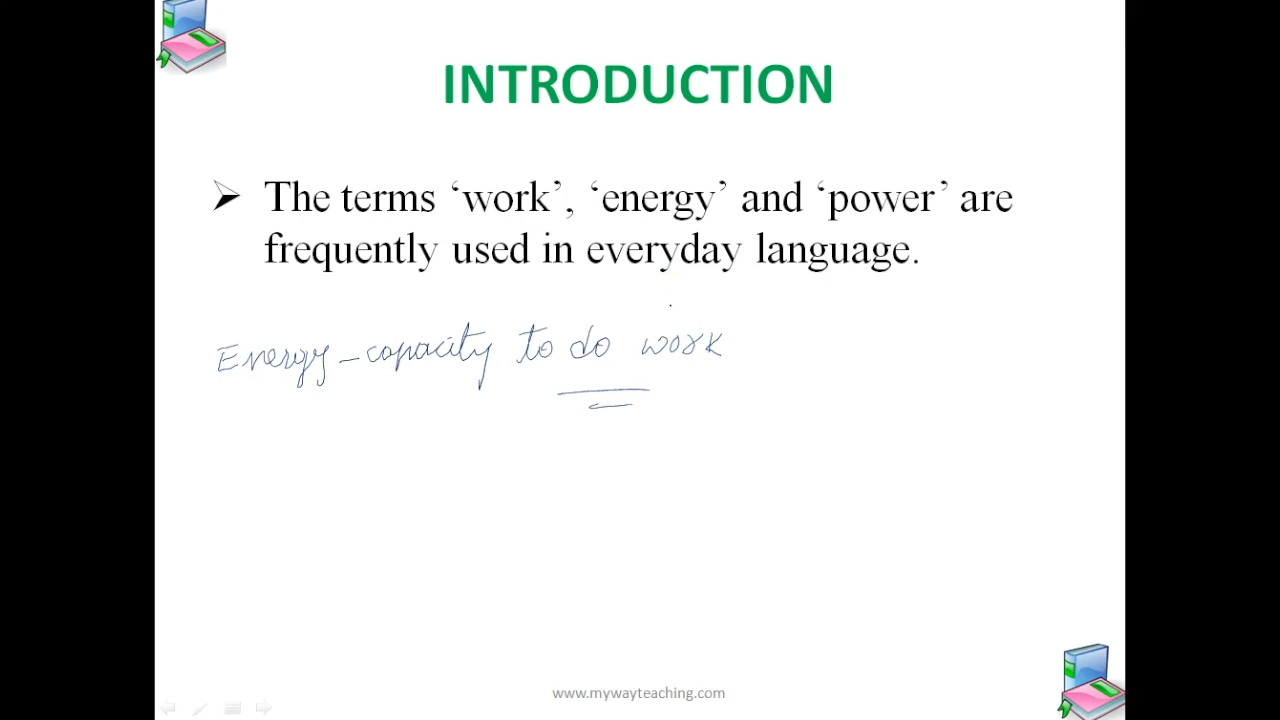 INTRODUCTION
➢ The terms ‘work’, ‘energy’ and ‘power’ are
frequently used in everyday language.
Energy – capacity to do work
www.mywayteaching.com